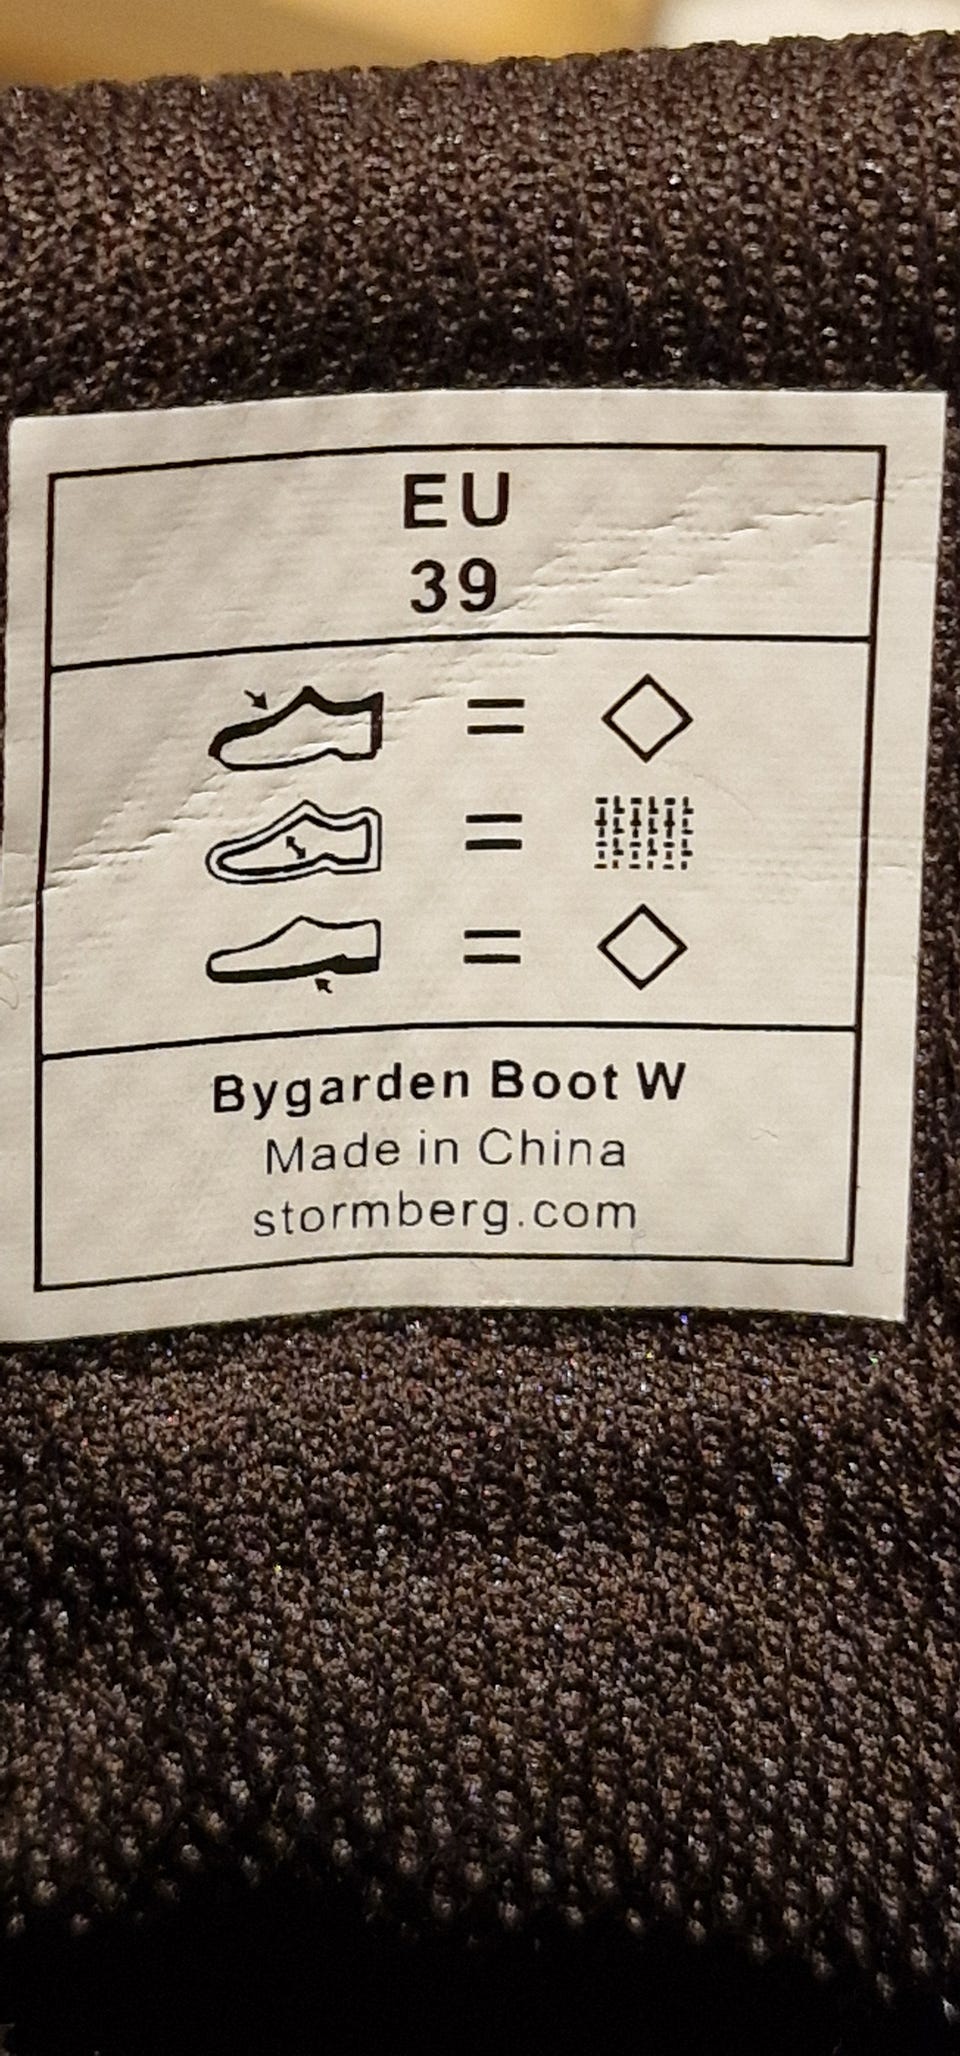 EU
39
=
=
=
Bygarden Boot W
Made in China
stormberg.com